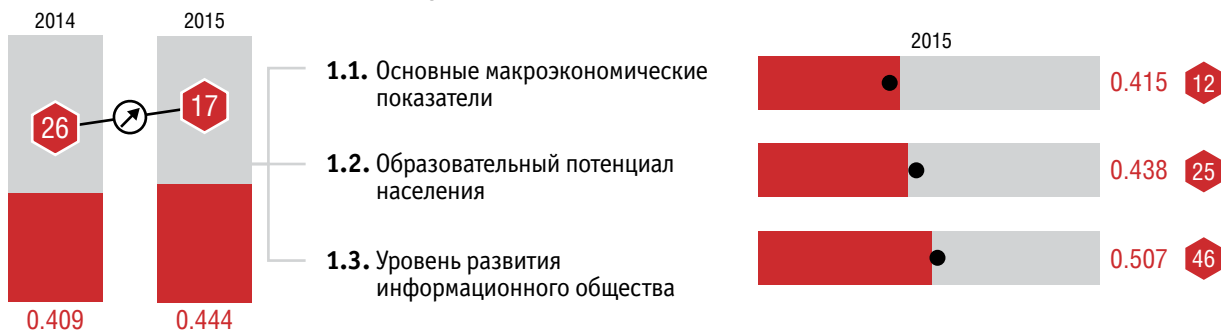 2014 2015
26 17
0.409 0.444
1.1. Основные макроэкономические
показатели
1.2. Образовательный потенциал
населения
1.3. Уровень развития
информационного общества
2015
0.415 12
0.438 25
0.507 46